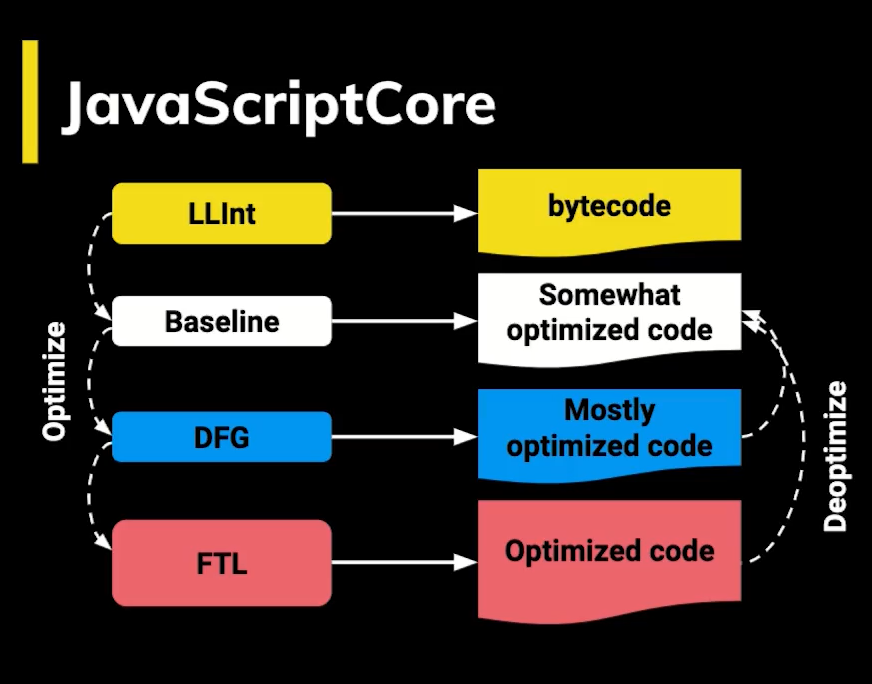 JavaScriptCore
LLInt
bytecode
Baseline
Somewhat
optimized code
Optimize
DFG
Mostly
optimized code
Deoptimize
FTL
Optimized code